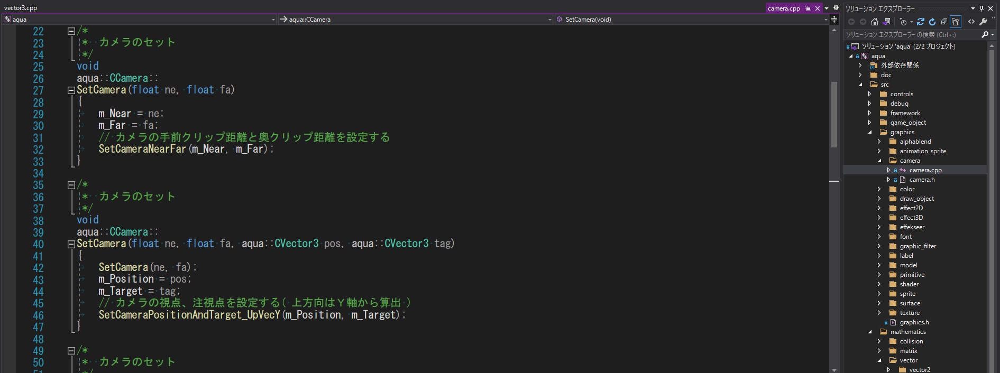 vector3.cpp
camera.cpp
aqua
aqua::CCamera
SetCamera(void)
22 /*
23 * カメラのセット
24 */
25 void
26 aqua::CCamera::
27 SetCamera(float ne, float fa)
28 {
29 m_Near = ne;
30 m_Far = fa;
31 // カメラの手前クリップ距離と奥クリップ距離を設定する
32 SetCameraNearFar(m_Near, m_Far);
33 }
34
35 /*
36 * カメラのセット
37 */
38 void
39 aqua::CCamera::
40 SetCamera(float ne, float fa, aqua::CVector3 pos, aqua::CVector3 tag)
41 {
42 SetCamera(ne, fa);
43 m_Position = pos;
44 m_Target = tag;
45 // カメラの視点、注視点を設定する( 上方向はY軸から算出 )
46 SetCameraPositionAndTarget_UpVecY(m_Position, m_Target);
47 }
48
49 /*
50 * カメラのセット
51 */
ソリューション エクスプローラー
ソリューション エクスプローラー の検索 (Ctrl+:)
ソリューション 'aqua' (2/2 プロジェクト)
aqua
外部依存関係
doc
src
controls
debug
framework
game_object
graphics
alphablend
animation_sprite
camera
camera.cpp
camera.h
color
draw_object
effect2D
effect3D
effekseer
font
graphic_filter
label
model
primitive
shader
sprite
surface
texture
graphics.h
mathematics
collision
matrix
vector
vector2